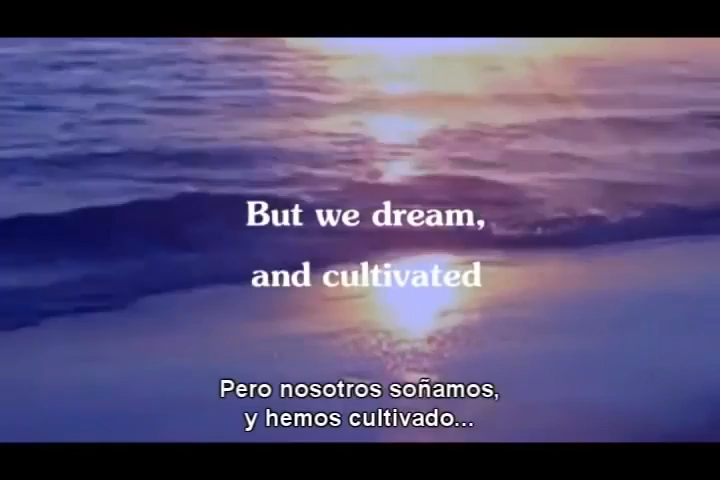 But we dream,
and cultivated
Pero nosotros soñamos,
y hemos cultivado...